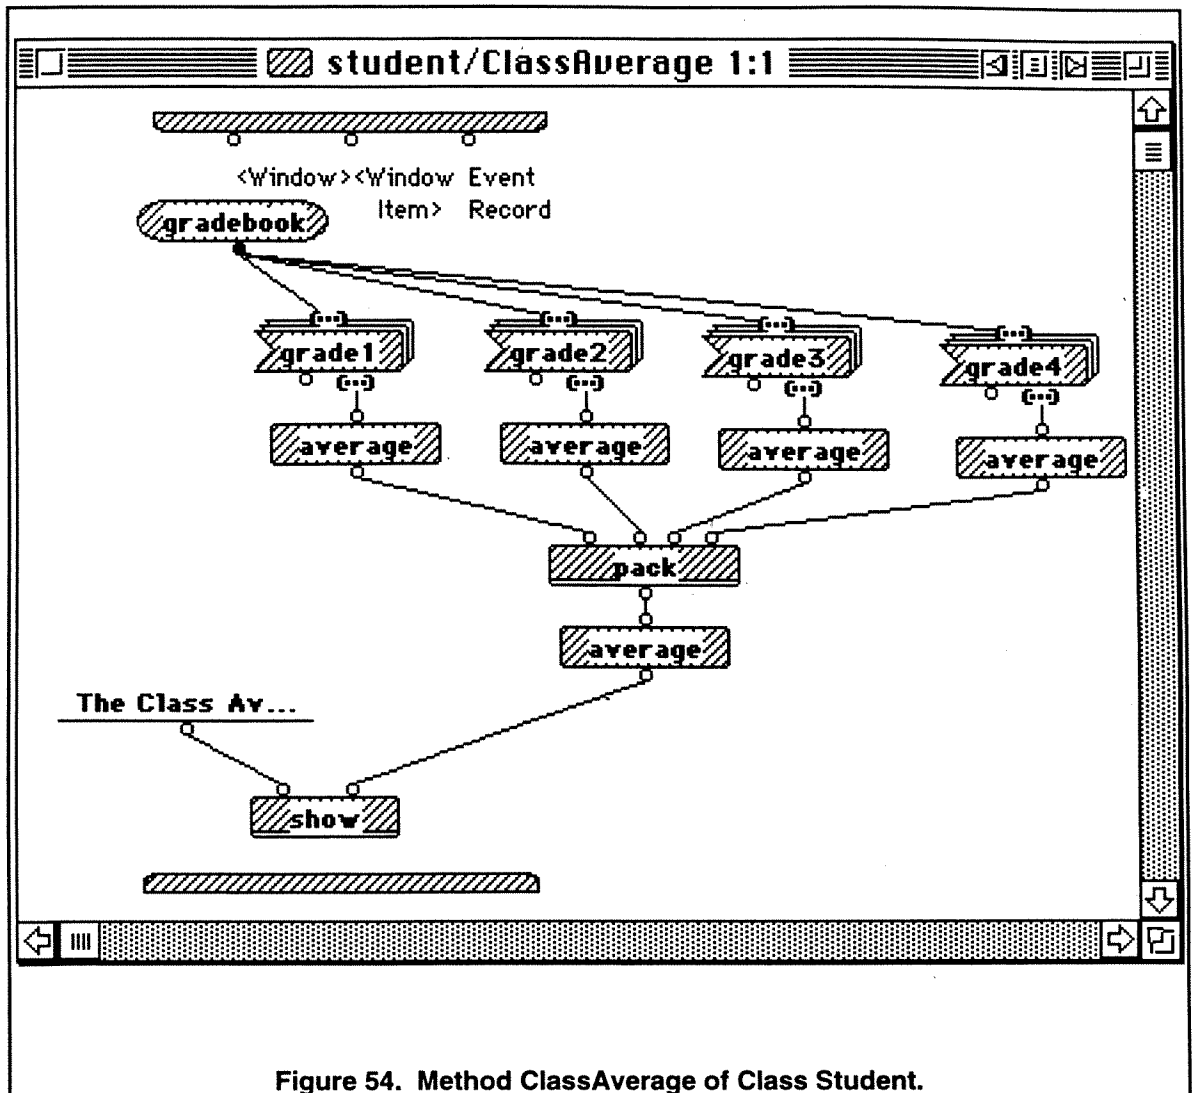 student/ClassAverage 1:1
<Window><Window Event
Item> Record
gradebook
grade1 grade2 grade3 grade4
average average average average
pack
average
The Class Av...
show
Figure 54. Method ClassAverage of Class Student.